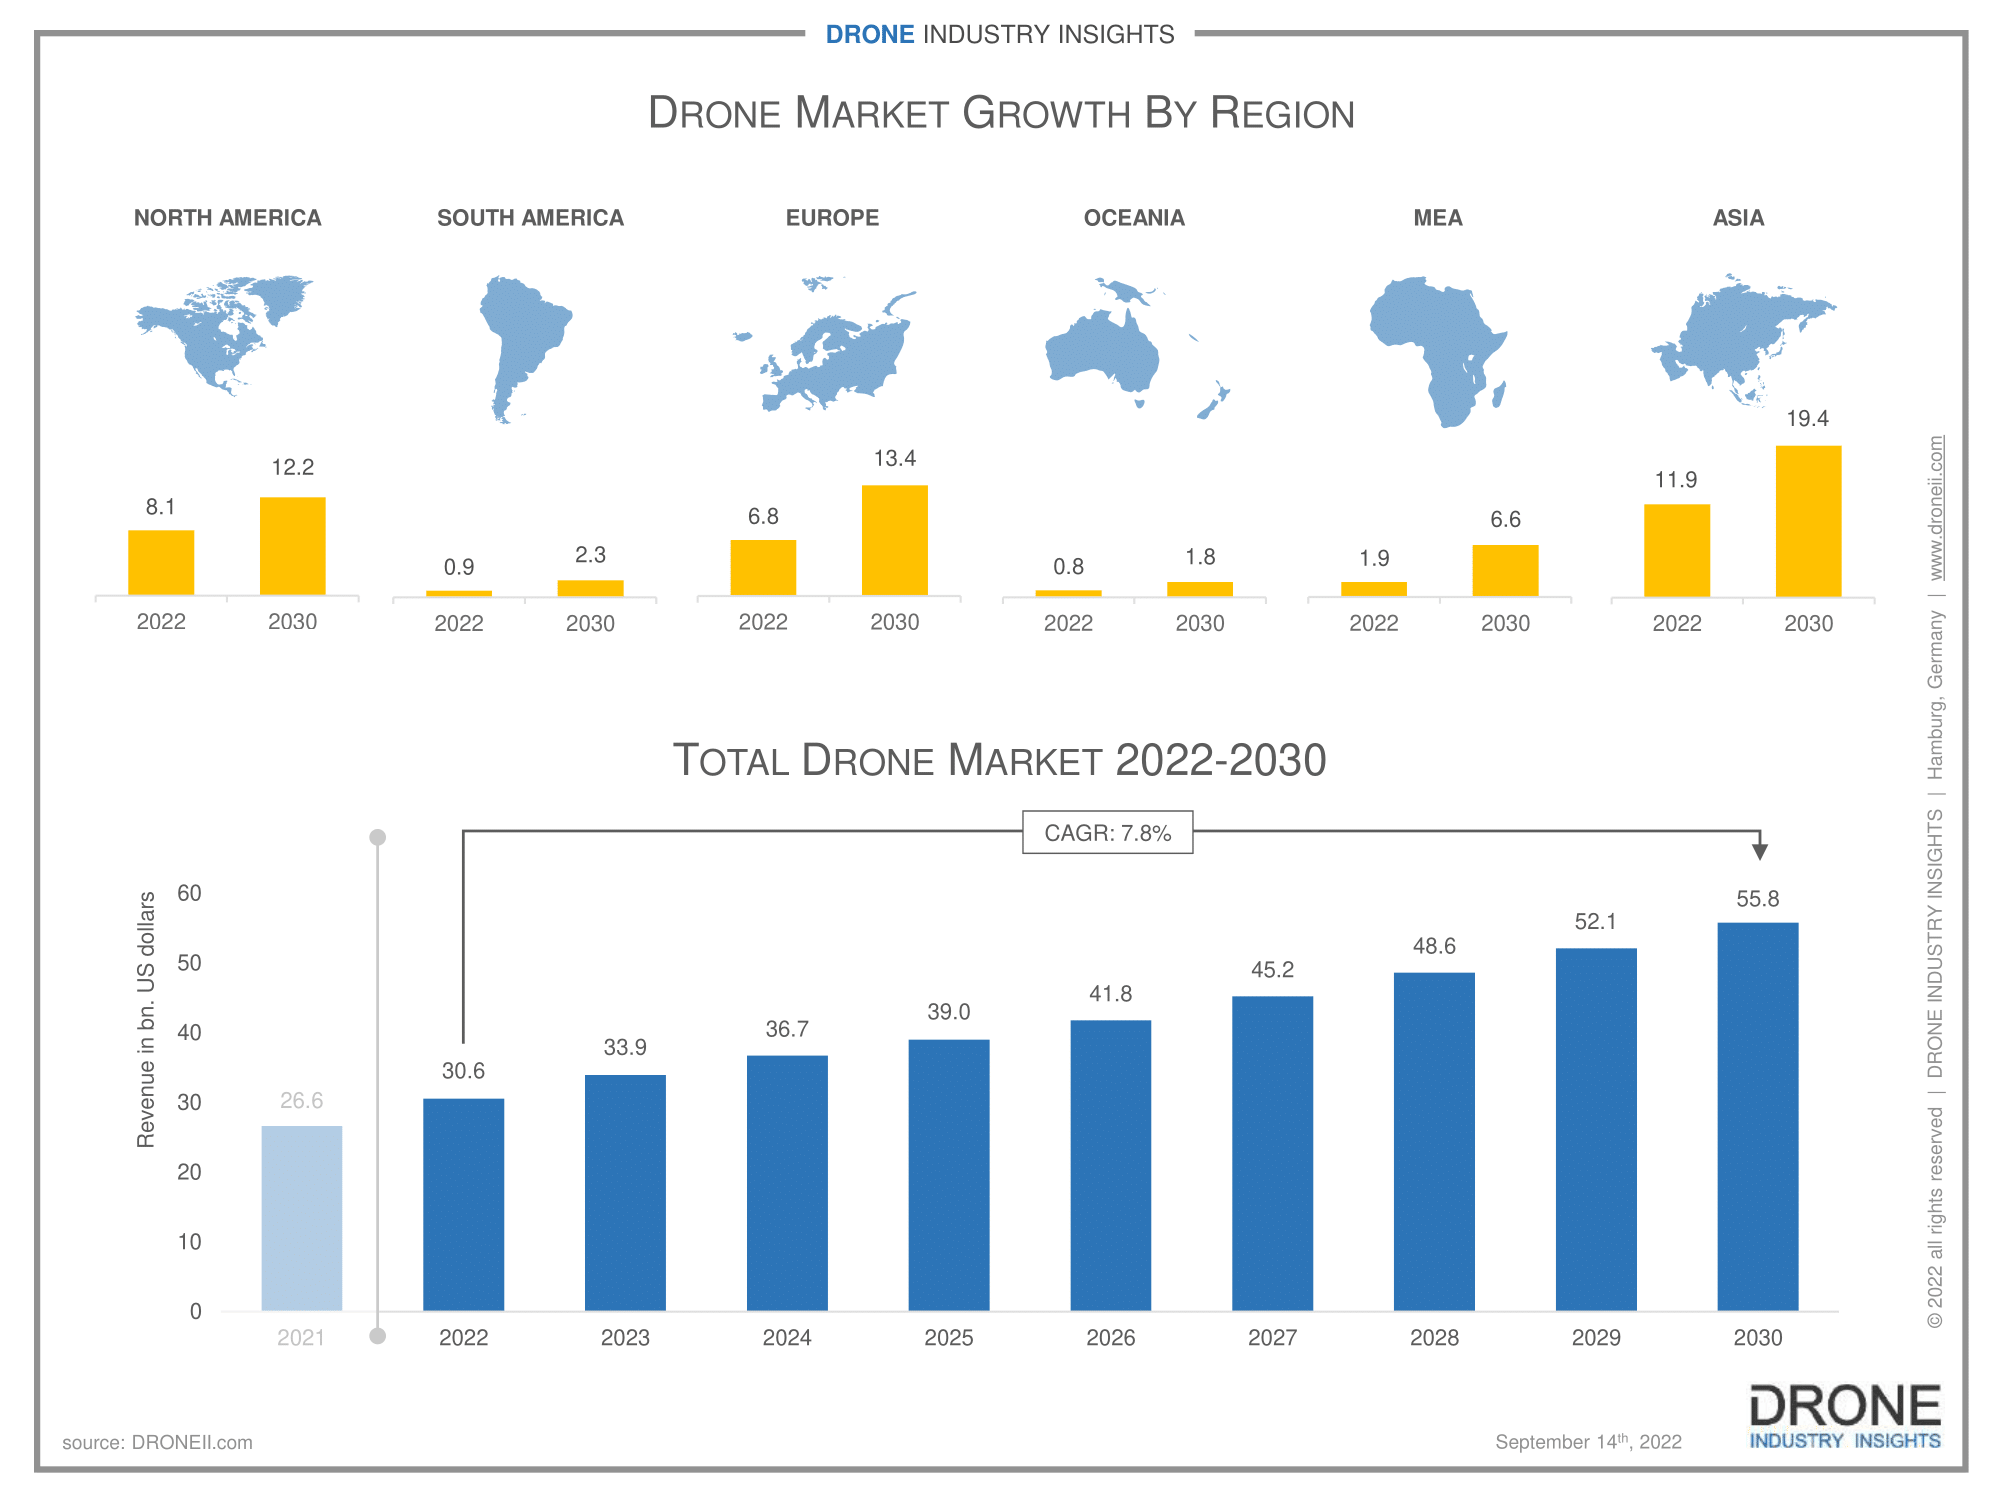 DRONE INDUSTRY INSIGHTS
DRONE MARKET GROWTH BY REGION
NORTH AMERICA
SOUTH AMERICA
EUROPE
OCEANIA
MEA
ASIA
8.1
12.2
0.9
2.3
6.8
13.4
0.8
1.8
1.9
6.6
11.9
19.4
2022 2030
2022 2030
2022 2030
2022 2030
2022 2030
2022 2030
TOTAL DRONE MARKET 2022-2030
CAGR: 7.8%
Revenue in bn. US dollars
60
50
40
30
20
10
0
26.6
30.6
33.9
36.7
39.0
41.8
45.2
48.6
52.1
55.8
2021 2022 2023 2024 2025 2026 2027 2028 2029 2030
© 2022 all rights reserved | DRONE INDUSTRY INSIGHTS | Hamburg, Germany | www.droneii.com
source: DRONEII.com
September 14th, 2022
DRONE
INDUSTRY INSIGHTS